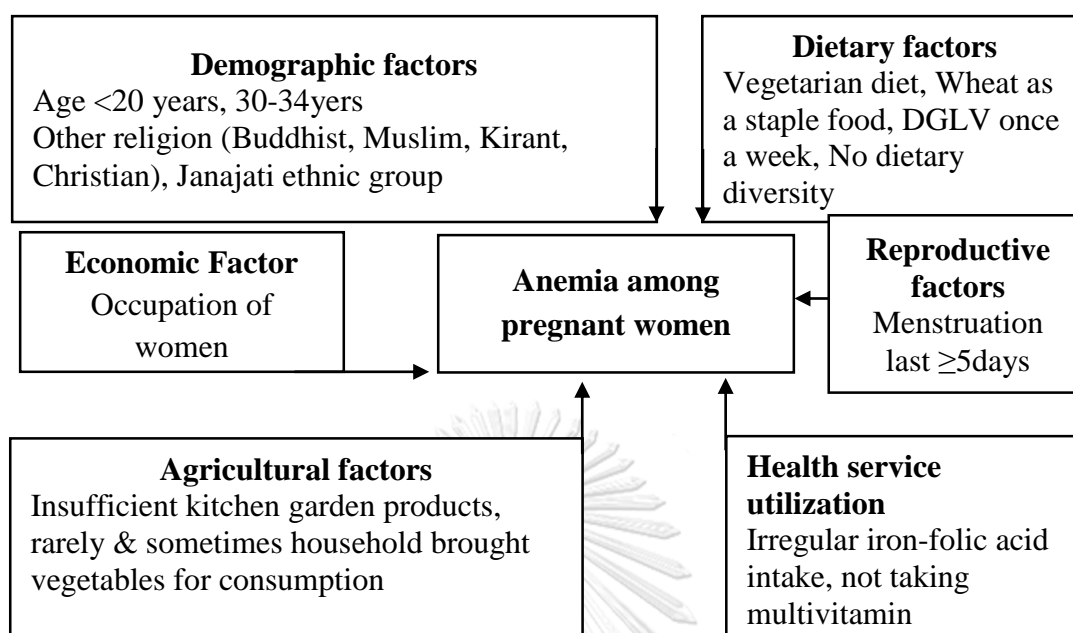 Demographic factors
Age <20 years, 30-34yers
Other religion (Buddhist, Muslim, Kirant,
Christian), Janajati ethnic group
Dietary factors
Vegetarian diet, Wheat as
a staple food, DGLV once
a week, No dietary
diversity
Economic Factor
Occupation of
women
Anemia among
pregnant women
Reproductive
factors
Menstruation
last ≥5days
Agricultural factors
Insufficient kitchen garden products,
rarely & sometimes household brought
vegetables for consumption
Health service
utilization
Irregular iron-folic acid
intake, not taking
multivitamin